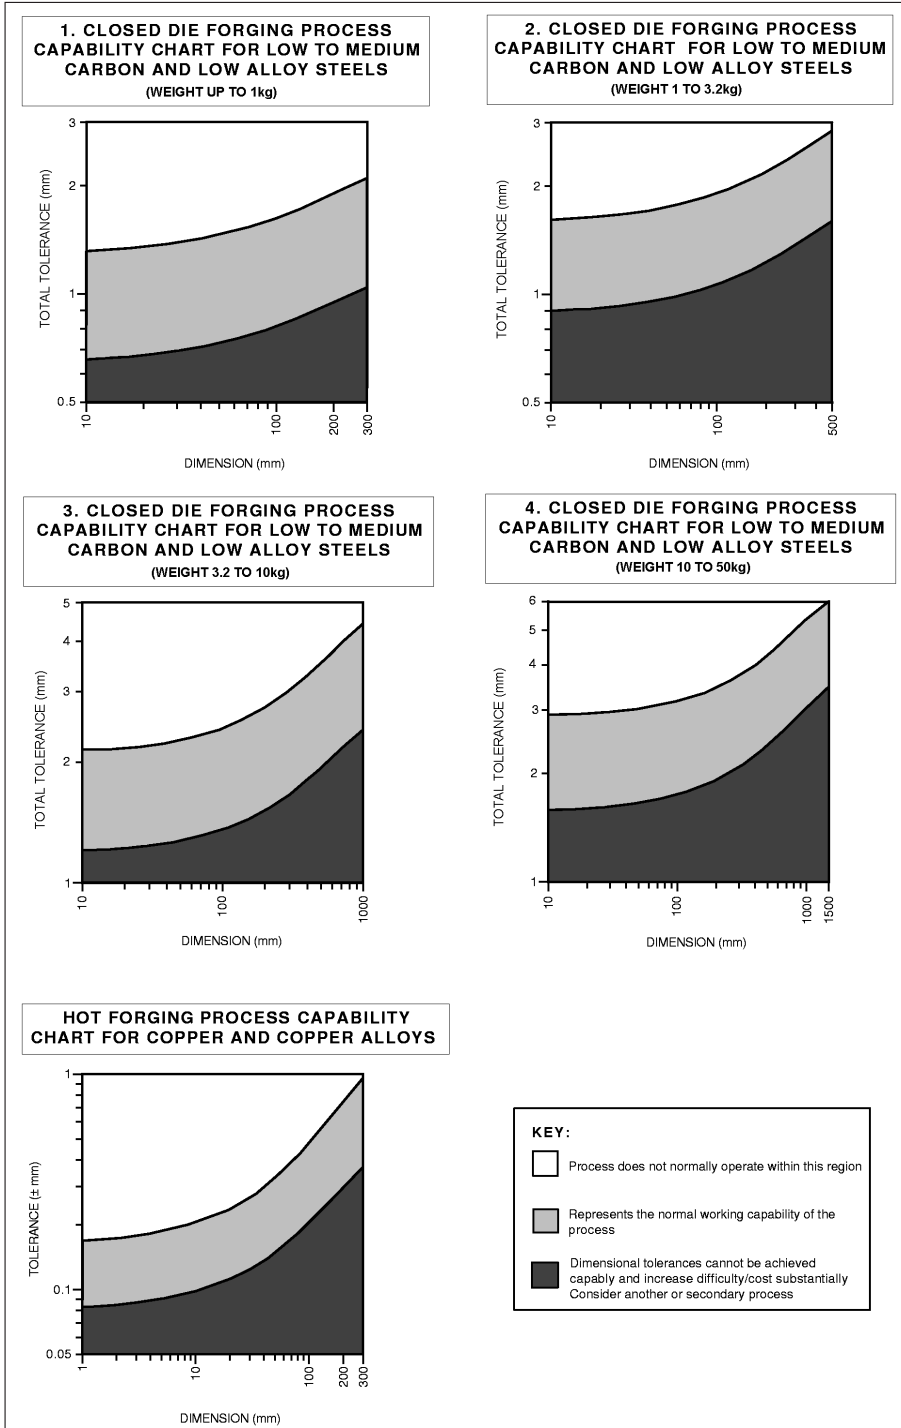 1. CLOSED DIE FORGING PROCESS
CAPABILITY CHART FOR LOW TO MEDIUM
CARBON AND LOW ALLOY STEELS
(WEIGHT UP TO 1kg)
3
2
1
0.5
TOTAL TOLERANCE (mm)
10
100
200
300
DIMENSION (mm)
2. CLOSED DIE FORGING PROCESS
CAPABILITY CHART FOR LOW TO MEDIUM
CARBON AND LOW ALLOY STEELS
(WEIGHT 1 TO 3.2kg)
3
2
1
0.5
TOTAL TOLERANCE (mm)
10
100
500
DIMENSION (mm)
3. CLOSED DIE FORGING PROCESS
CAPABILITY CHART FOR LOW TO MEDIUM
CARBON AND LOW ALLOY STEELS
(WEIGHT 3.2 TO 10kg)
5
4
3
2
1
TOTAL TOLERANCE (mm)
10
100
1000
DIMENSION (mm)
4. CLOSED DIE FORGING PROCESS
CAPABILITY CHART FOR LOW TO MEDIUM
CARBON AND LOW ALLOY STEELS
(WEIGHT 10 TO 50kg)
6
5
4
3
2
1
TOTAL TOLERANCE (mm)
10
100
1000
1500
DIMENSION (mm)
HOT FORGING PROCESS CAPABILITY
CHART FOR COPPER AND COPPER ALLOYS
1
0.1
0.05
TOLERANCE (± mm)
1
10
100
200
300
DIMENSION (mm)
KEY:
Process does not normally operate within this region
Represents the normal working capability of the
process
Dimensional tolerances cannot be achieved
capably and increase difficulty/cost substantially
Consider another or secondary process